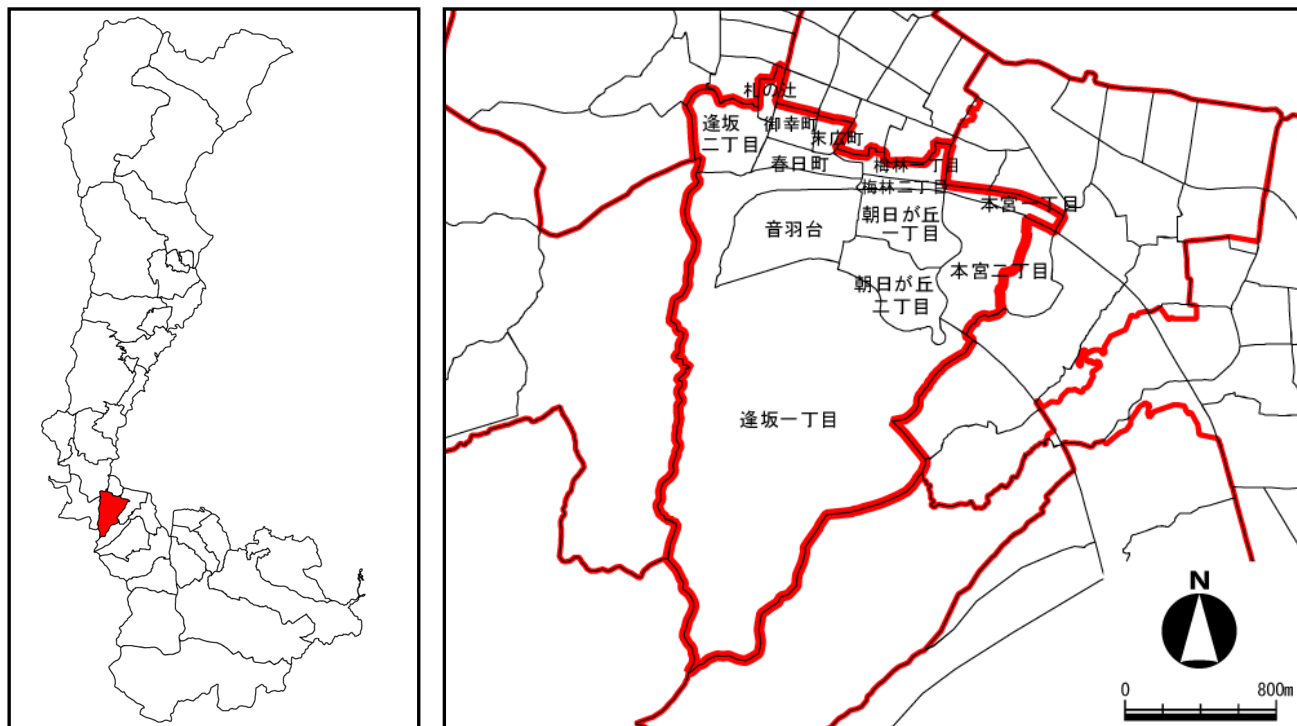 札の辻
逢坂
二丁目
御幸町
末広町
春日町
梅林一丁目
梅林二丁目
音羽台
朝日が丘
一丁目
本宮一丁目
本宮二丁目
朝日が丘
二丁目
逢坂一丁目
N
0 800m